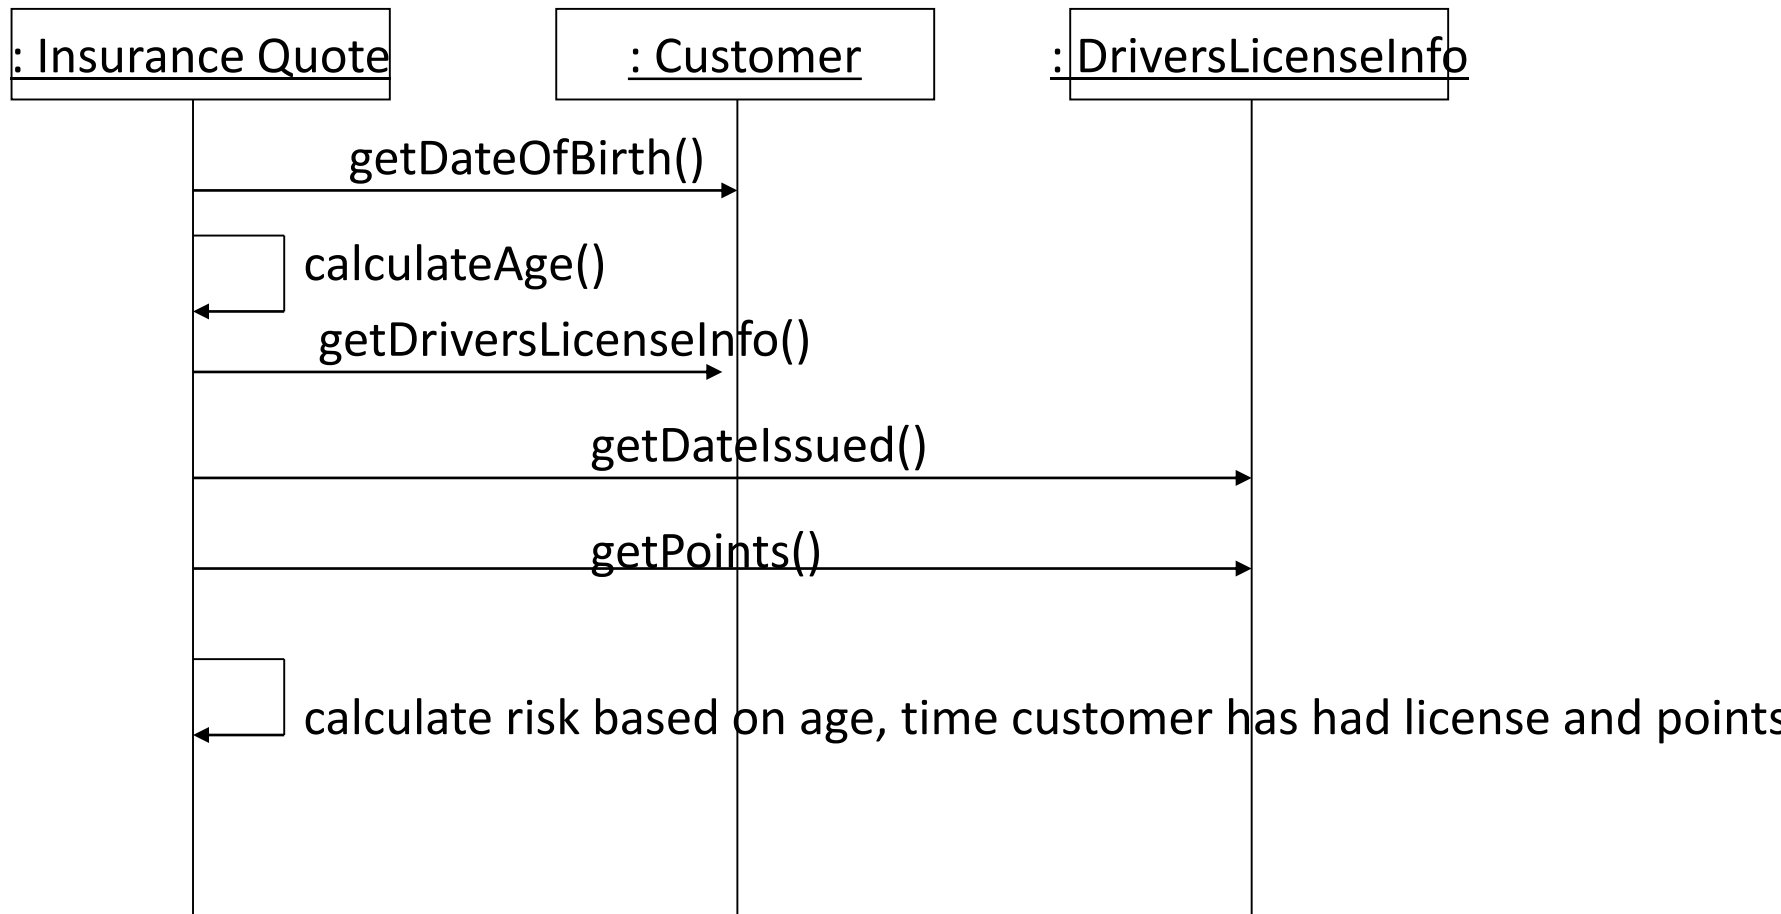 : Insurance Quote
: Customer
: DriversLicenseInfo
getDateOfBirth()
calculateAge()
getDriversLicenseInfo()
getDateIssued()
getPoints()
calculate risk based on age, time customer has had license and points